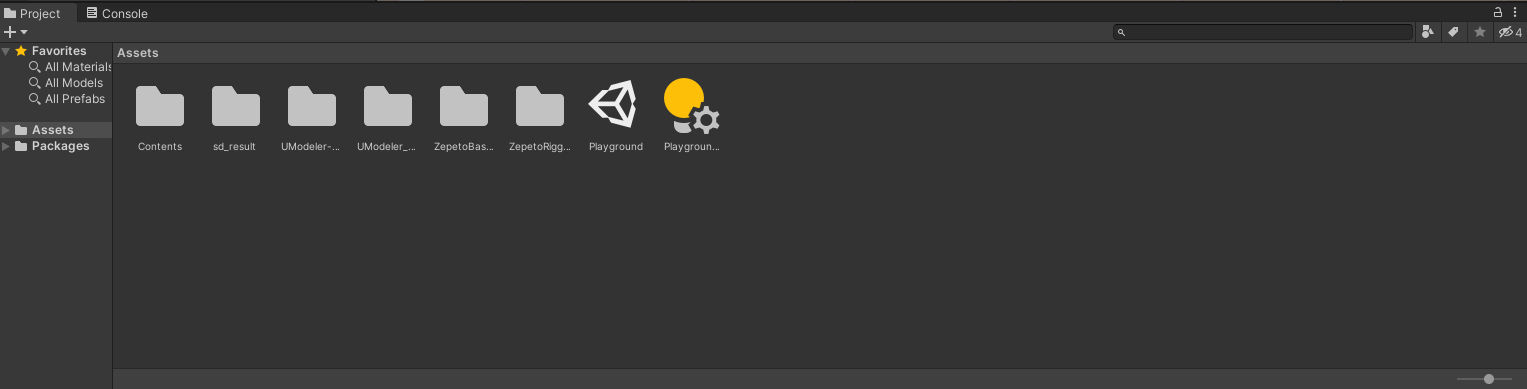 Project
Console
4
Favorites
All Materials
All Models
All Prefabs
Assets
Packages
Assets
Contents
sd_result
UModeler-...
UModeler_...
ZepetoBas...
ZepetoRigg...
Playground
Playgroun...